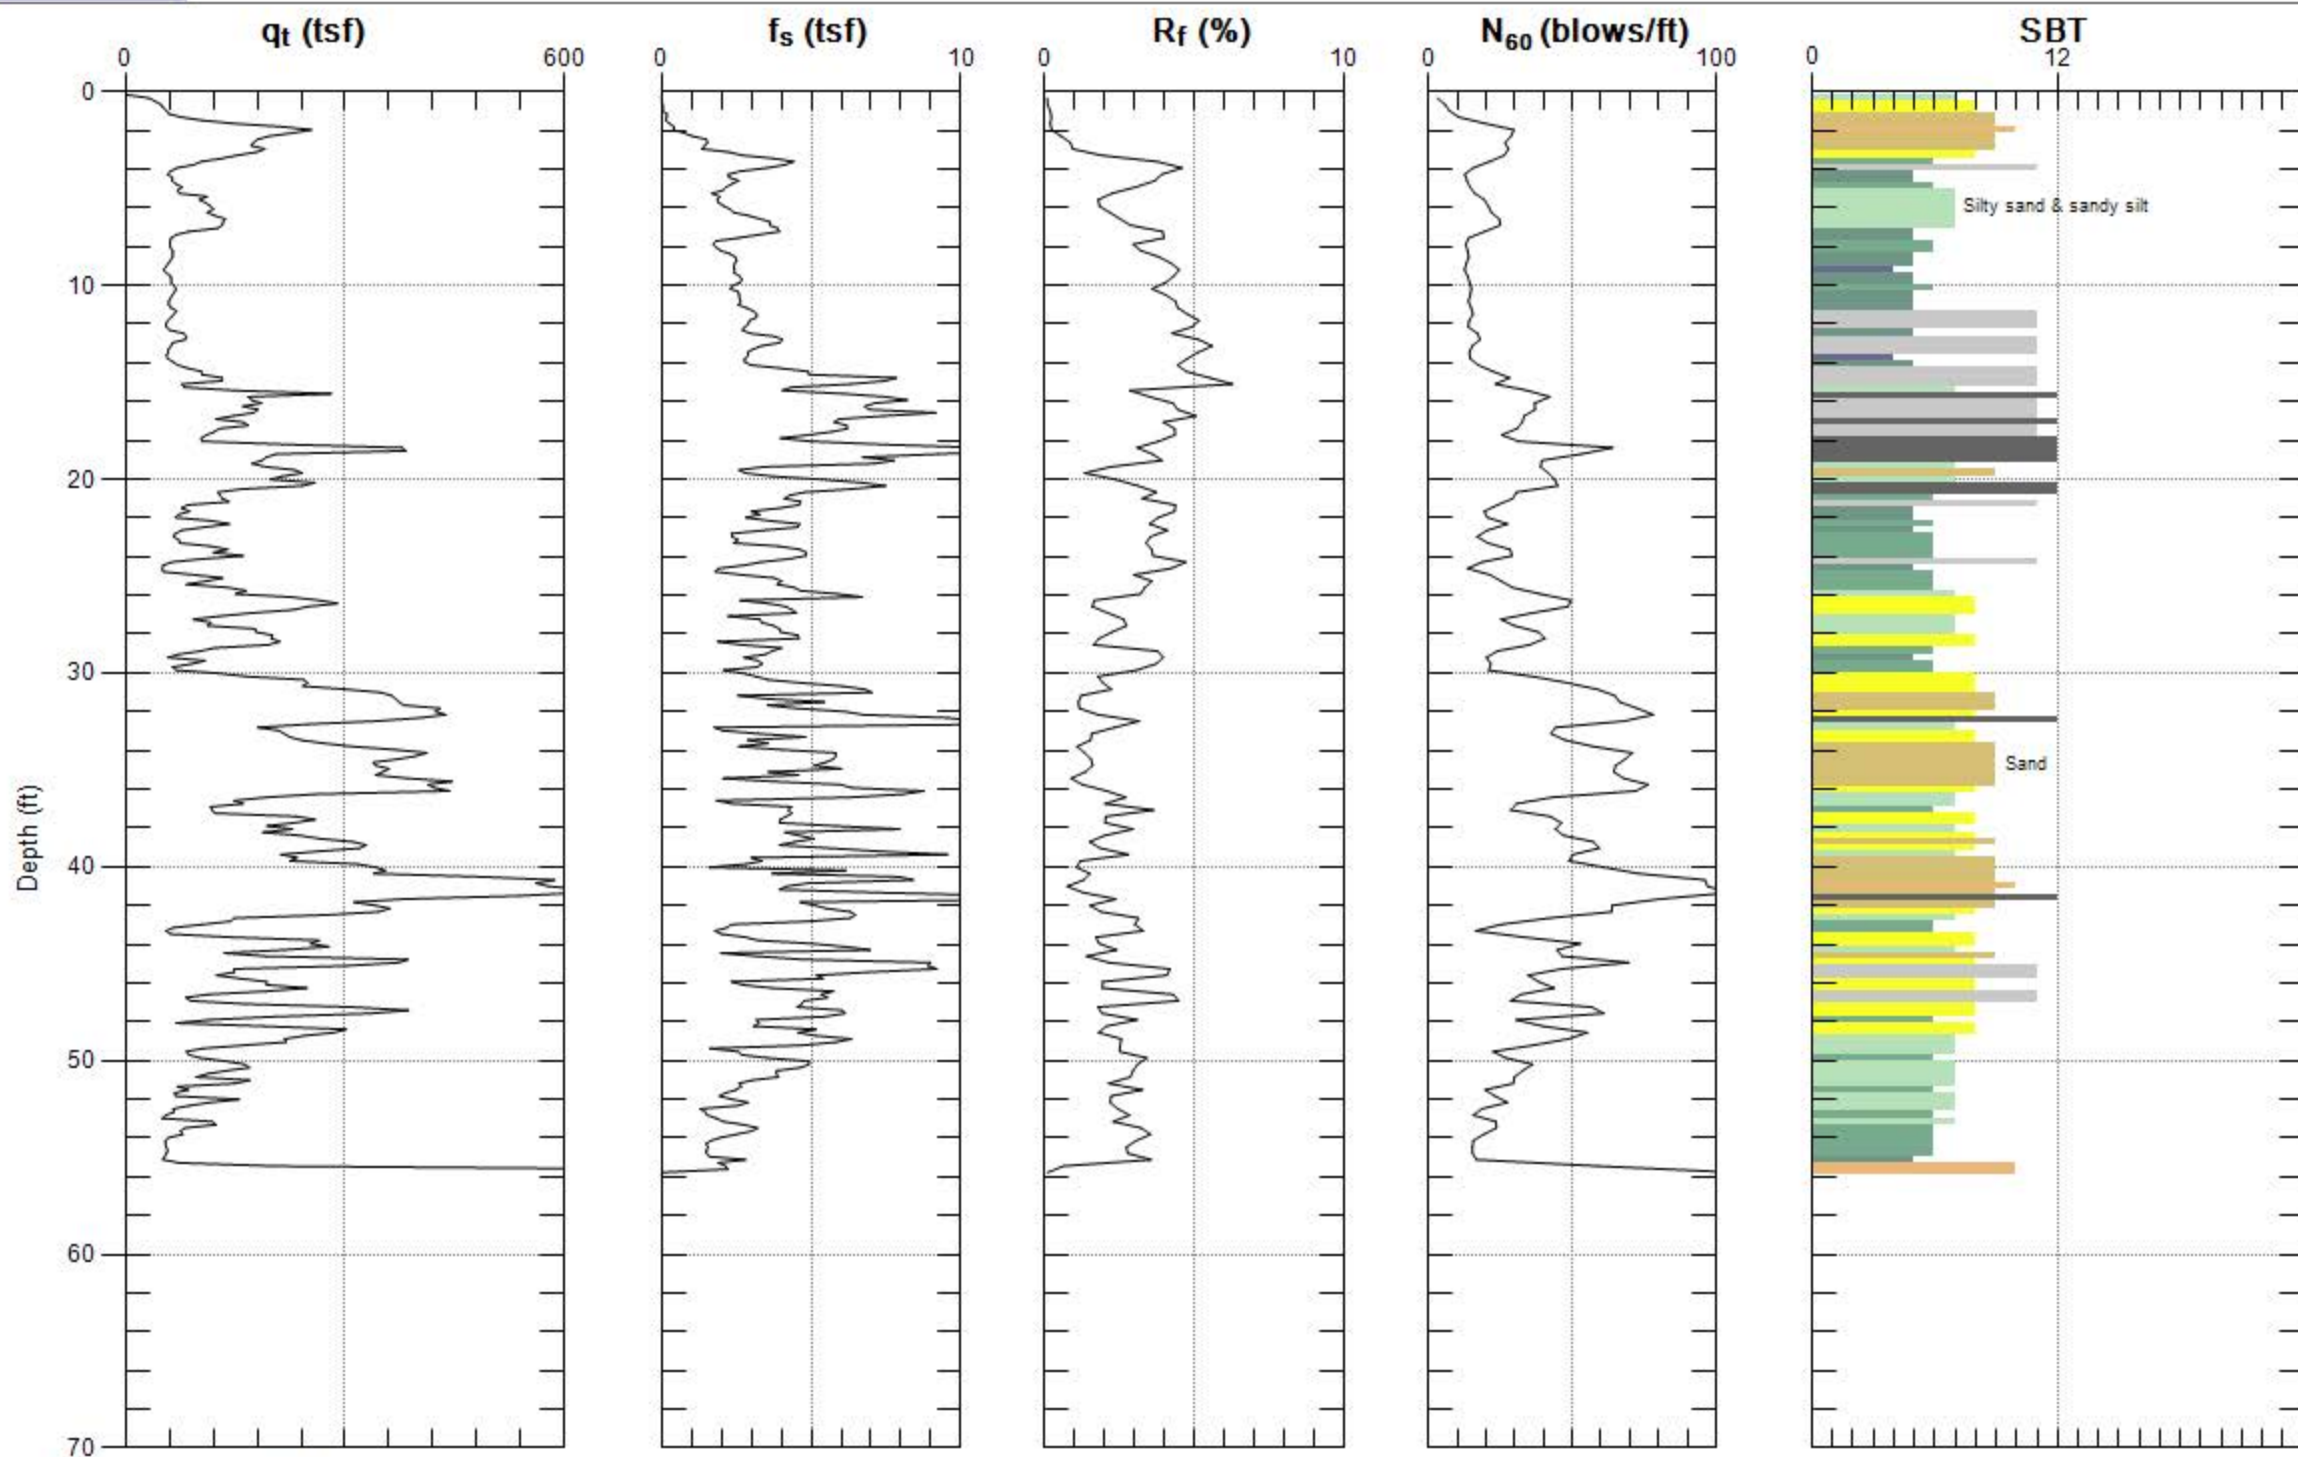 qt (tsf)
fs (tsf)
Rf (%)
N60 (blows/ft)
SBT
0 600
0 10
0 10
0 100
0 12
0
Silty sand & sandy silt
10
20
30
Sand
Depth (ft)
40
50
60
70